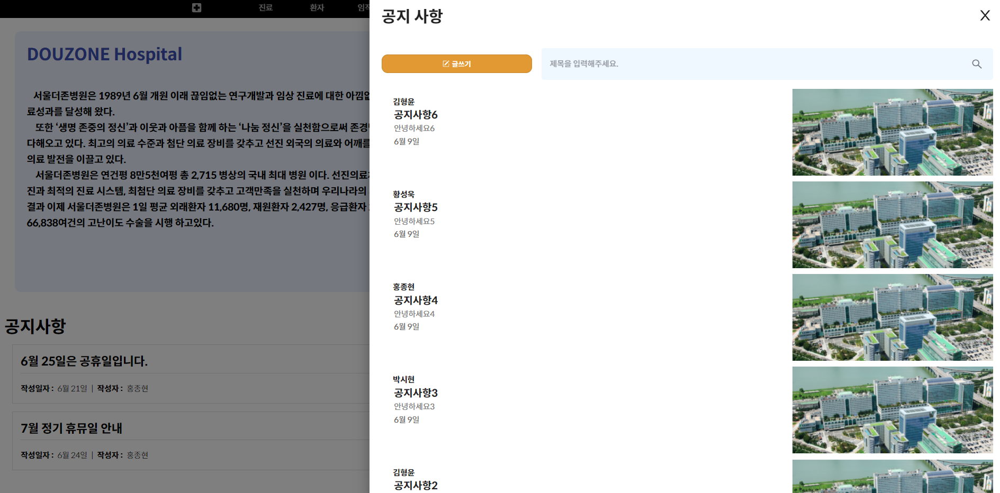 진료 환자
DOUZONE Hospital
서울더존병원은 1989년 6월 개원 이래 끊임없는 연구개발과 임상 진료에 대한
료성과를 달성해 왔다.
또한 ‘생명 존중의 정신’과 이웃과 아픔을 함께 하는 ‘나눔 정신’을 실천함으로써
다해오고 있다. 최고의 의료 수준과 첨단 의료 장비를 갖추고 선진 외국의 의료와 어깨를
의료 발전을 이끌고 있다.
서울더존병원은 연건평 8만5천여평 총 2,715 병상의 국내 최대 병원 이다.
진과 최적의 진료 시스템, 최첨단 의료 장비를 갖추고 고객만족을 실천하며 우리나라의
결과 이제 서울더존병원은 1일 평균 외래환자 11,680명, 재원환자 2,427명, 응급환자
66,838여건의 고난이도 수술을 시행 하고있다.
공지사항
6월 25일은 공휴일입니다.
작성일자 : 6월 21일 | 작성자 : 홍종현
7월 정기 휴뮤일 안내
작성일자 : 6월 24일 | 작성자 : 홍종현
공지 사항
X
글쓰기
제목을 입력해주세요.
김형윤
공지사항6
안녕하세요6
6월 9일
황성욱
공지사항5
안녕하세요5
6월 9일
홍종현
공지사항4
안녕하세요4
6월 9일
박시현
공지사항3
안녕하세요3
6월 9일
김형윤
공지사항2